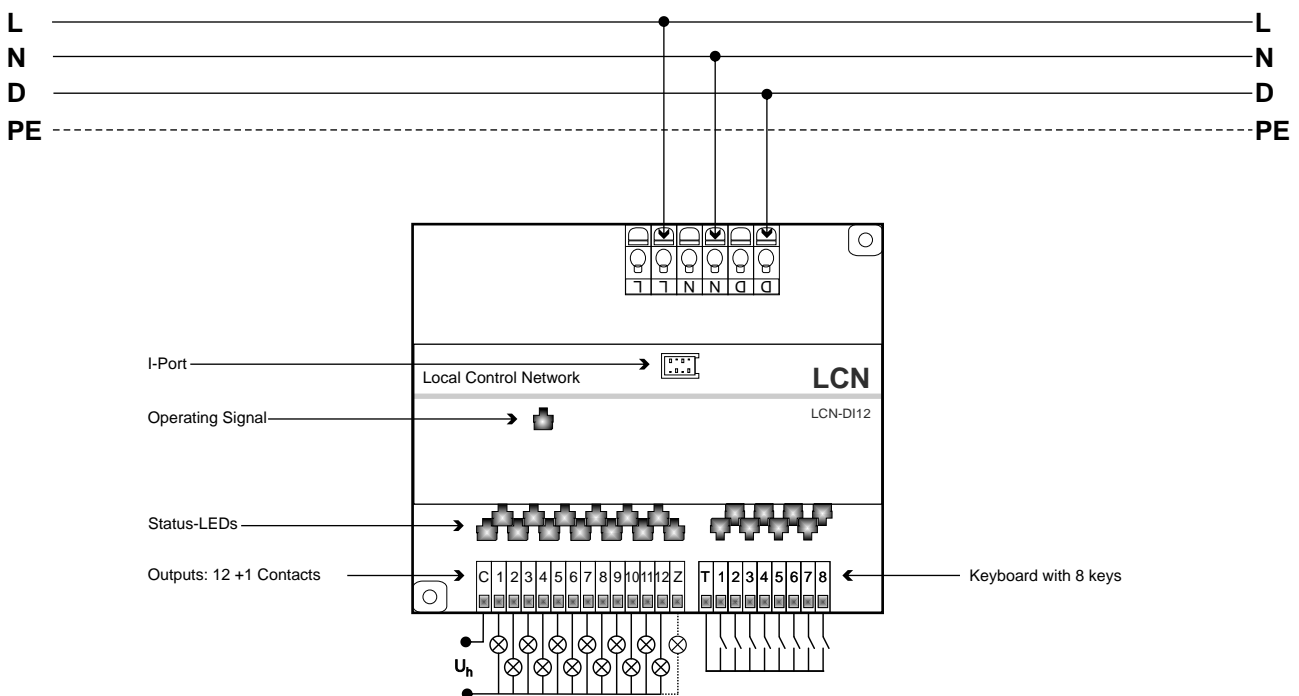 L L
N N
D D
PE PE
L L N N D D
I-Port
Local Control Network LCN
Operating Signal
LCN-DI12
Status-LEDs
Outputs: 12 +1 Contacts
C 1 2 3 4 5 6 7 8 9 10 11 12 Z T 1 2 3 4 5 6 7 8
Keyboard with 8 keys
Uh